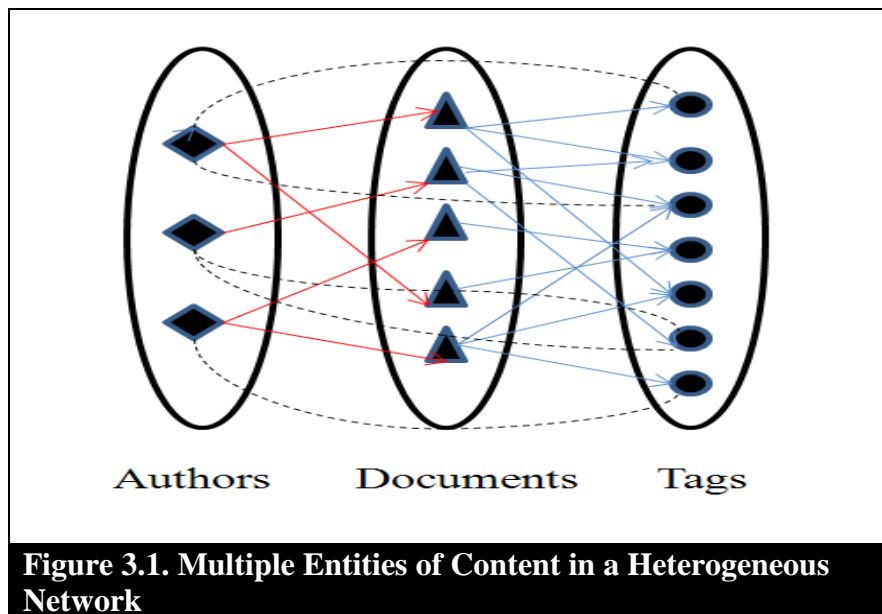 Authors Documents Tags
Figure 3.1. Multiple Entities of Content in a Heterogeneous
Network